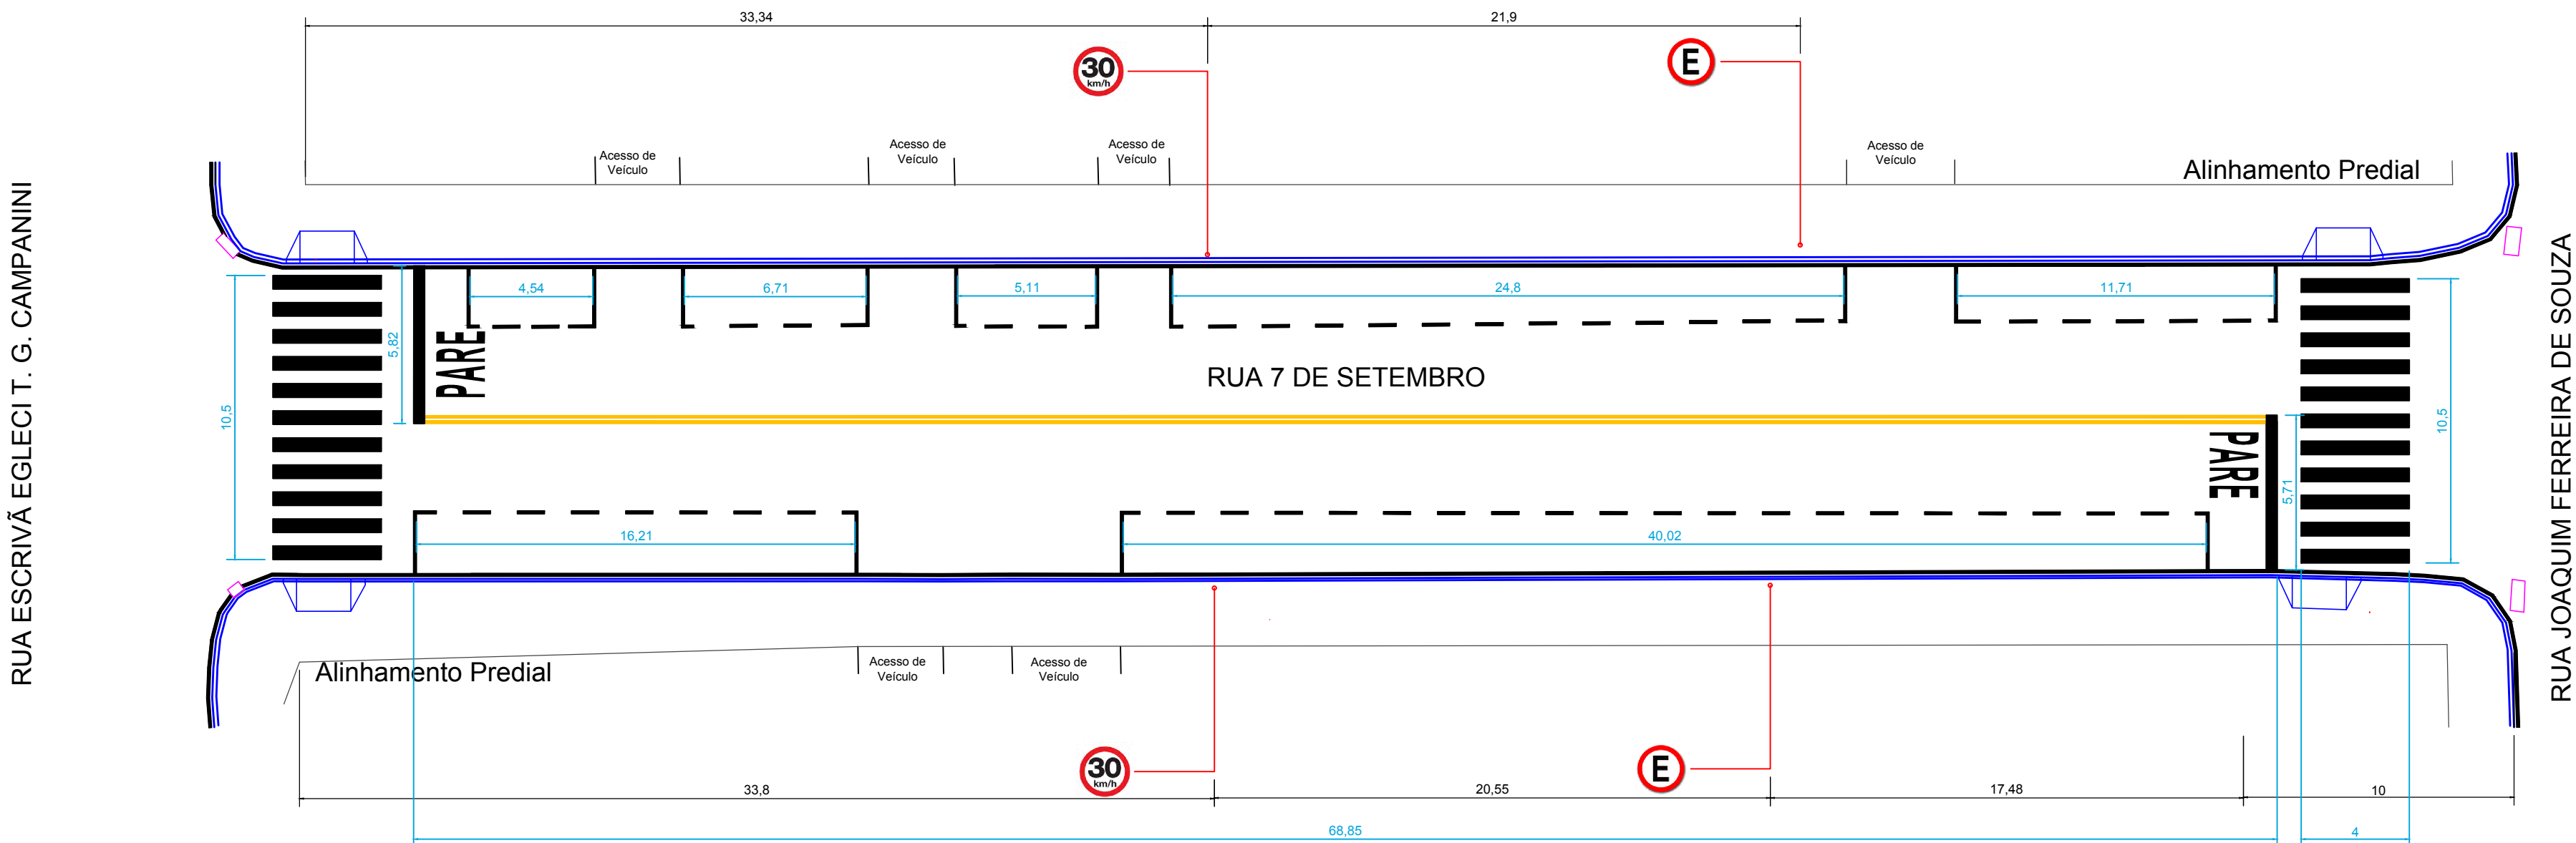 33,34
21,9
30
km/h
E
Acesso de
Veículo
Acesso de
Veículo
Acesso de
Veículo
Acesso de
Veículo
Alinhamento Predial
RUA ESCRIVÃ EGLECI T. G. CAMPANINI
RUA JOAQUIM FERREIRA DE SOUZA
4,54
6,71
5,11
24,8
11,71
5,82
PARE
RUA 7 DE SETEMBRO
10,5
10,5
PARE
5,71
16,21
40,02
Alinhamento Predial
Acesso de
Veículo
Acesso de
Veículo
30
km/h
E
33,8
20,55
17,48
10
68,85
4